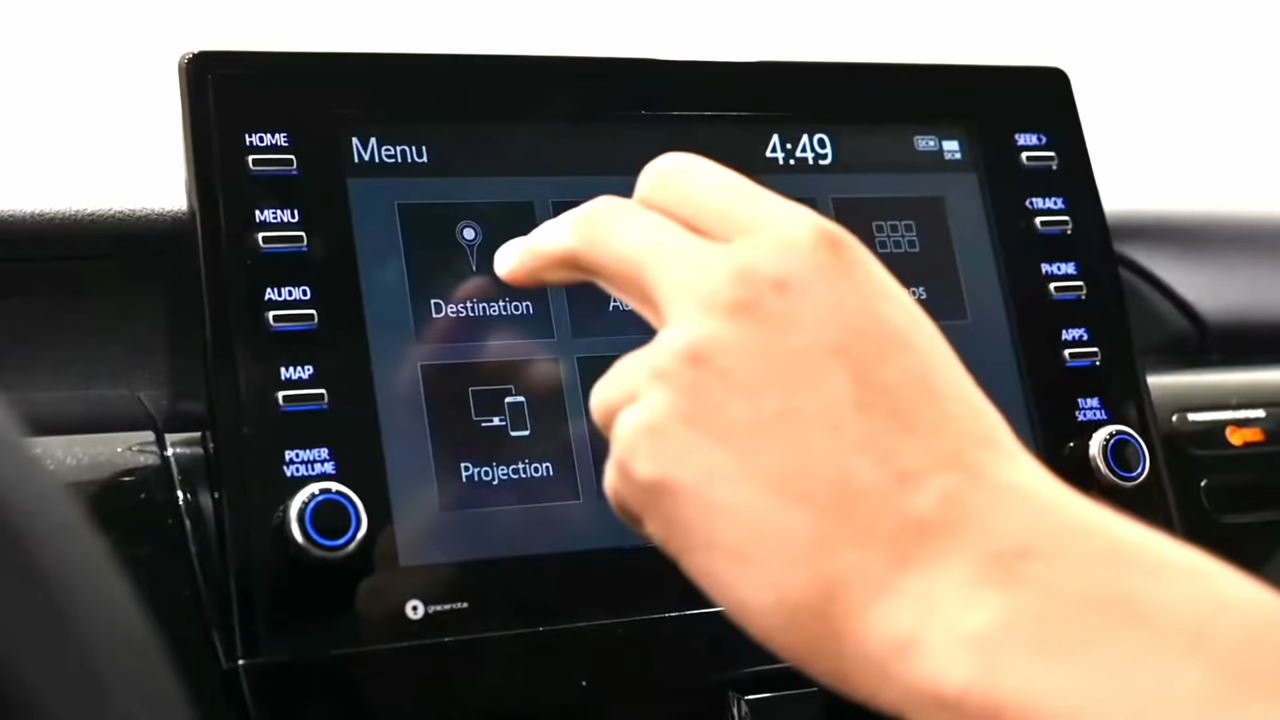 HOME
MENU
AUDIO
MAP
POWER
VOLUME
Menu
4:49
DCM
DCM
Destination
Projection
gracenote
SEEK>
<TRACK
PHONE
APPS
TUNE
SCROLL